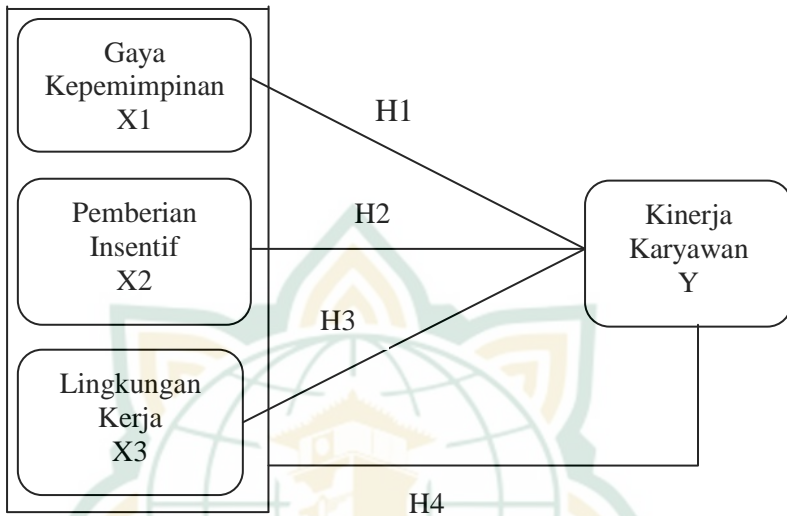 Gaya
Kepemimpinan
X1
H1
Pemberian
Insentif
X2
H2
Kinerja
Karyawan
Y
H3
Lingkungan
Kerja
X3
H4